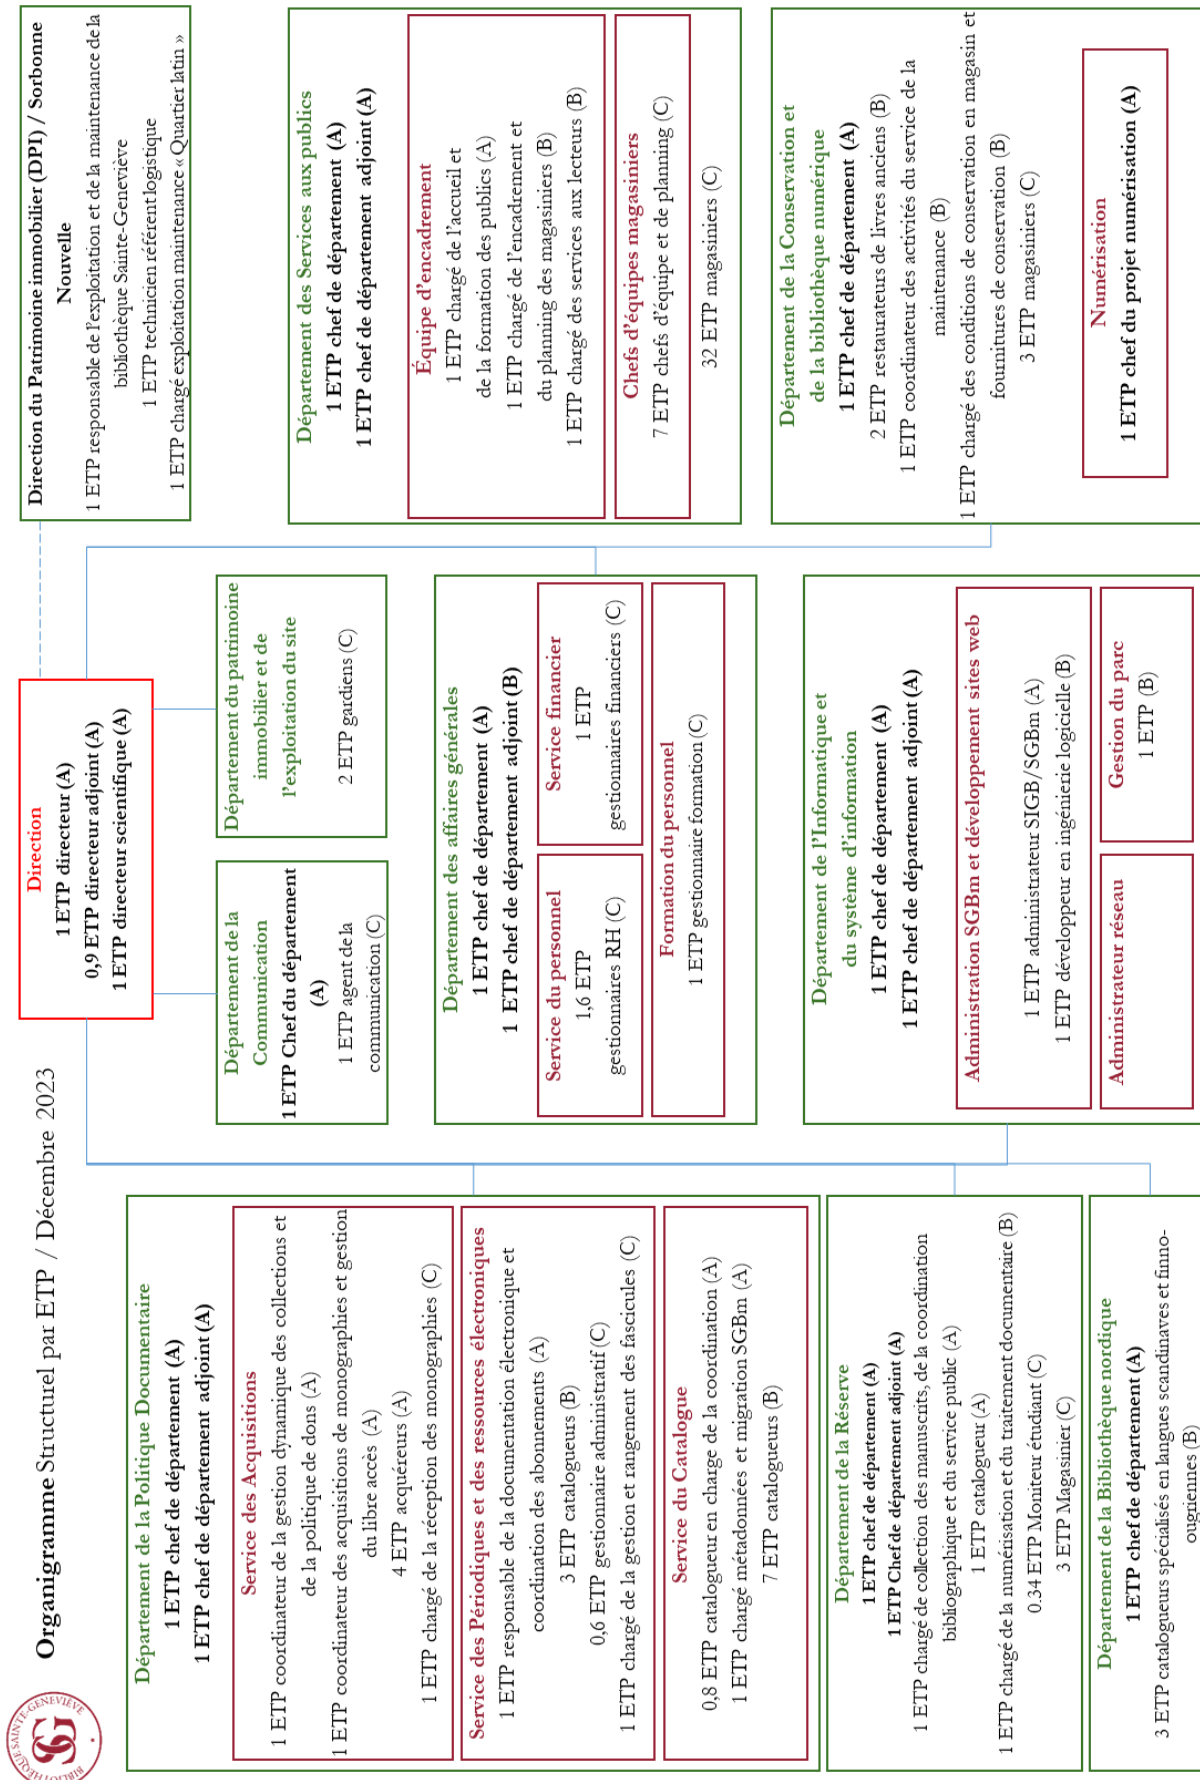 BIBLIOTHÈQUE SAINTE-GENEVIÈVE
SG
Organigramme Structurel par ETP / Décembre 2023
Direction
1 ETP directeur (A)
0,9 ETP directeur adjoint (A)
1 ETP directeur scientifique (A)
Direction du Patrimoine immobilier (DPI) / Sorbonne
Nouvelle
1 ETP responsable de l'exploitation et de la maintenance de la
bibliothèque Sainte-Geneviève
1 ETP technicien référent logistique
1 ETP chargé exploitation maintenance « Quartier latin »
Département de la Politique Documentaire
1 ETP chef de département (A)
1 ETP chef de département adjoint (A)
Service des Acquisitions
1 ETP coordinateur de la gestion dynamique des collections et
de la politique de dons (A)
1 ETP coordinateur des acquisitions de monographies et gestion
du libre accès (A)
4 ETP acquéreurs (A)
1 ETP chargé de la réception des monographies (C)
Service des Périodiques et des ressources électroniques
1 ETP responsable de la documentation électronique et
coordination des abonnements (A)
3 ETP catalogueurs (B)
0,6 ETP gestionnaire administratif (C)
1 ETP chargé de la gestion et rangement des fascicules (C)
Service du Catalogue
0,8 ETP catalogueur en charge de la coordination (A)
1 ETP chargé métadonnées et migration SGBm (A)
7 ETP catalogueurs (B)
Département de la Réserve
1 ETP chef de département (A)
1 ETP Chef de département adjoint (A)
1 ETP chargé de collection des manuscrits, de la coordination
bibliographique et du service public (A)
1 ETP catalogueur (A)
1 ETP chargé de la numérisation et du traitement documentaire (B)
0.34 ETP Moniteur étudiant (C)
3 ETP Magasinier (C)
Département de la Bibliothèque nordique
1 ETP chef de département (A)
3 ETP catalogueurs spécialisés en langues scandinaves et finno-
ougriennes (B)
Département de la
Communication
1 ETP Chef du département
(A)
1 ETP agent de la
communication (C)
Département du patrimoine
immobilier et de
l'exploitation du site
2 ETP gardiens (C)
Département des affaires générales
1 ETP chef de département (A)
1 ETP chef de département adjoint (B)
Service du personnel
1,6 ETP
gestionnaires RH (C)
Service financier
1 ETP
gestionnaires financiers (C)
Formation du personnel
1 ETP gestionnaire formation (C)
Département de l'Informatique et
du système d'information
1 ETP chef de département (A)
1 ETP chef de département adjoint (A)
Administration SGBm et développement sites web
1 ETP administrateur SIGB/SGBm (A)
1 ETP développeur en ingénierie logicielle (B)
Administrateur réseau
Gestion du parc
1 ETP (B)
Département des Services aux publics
1 ETP chef de département (A)
1 ETP chef de département adjoint (A)
Équipe d'encadrement
1 ETP chargé de l'accueil et
de la formation des publics (A)
1 ETP chargé de l'encadrement et
du planning des magasiniers (B)
1 ETP chargé des services aux lecteurs (B)
Chefs d'équipes magasiniers
7 ETP chefs d'équipe et de planning (C)
32 ETP magasiniers (C)
Département de la Conservation et
de la bibliothèque numérique
1 ETP chef de département (A)
2 ETP restaurateurs de livres anciens (B)
1 ETP coordinateur des activités du service de la
maintenance (B)
1 ETP chargé des conditions de conservation en magasin et
fournitures de conservation (B)
3 ETP magasiniers (C)
Numérisation
1 ETP chef du projet numérisation (A)